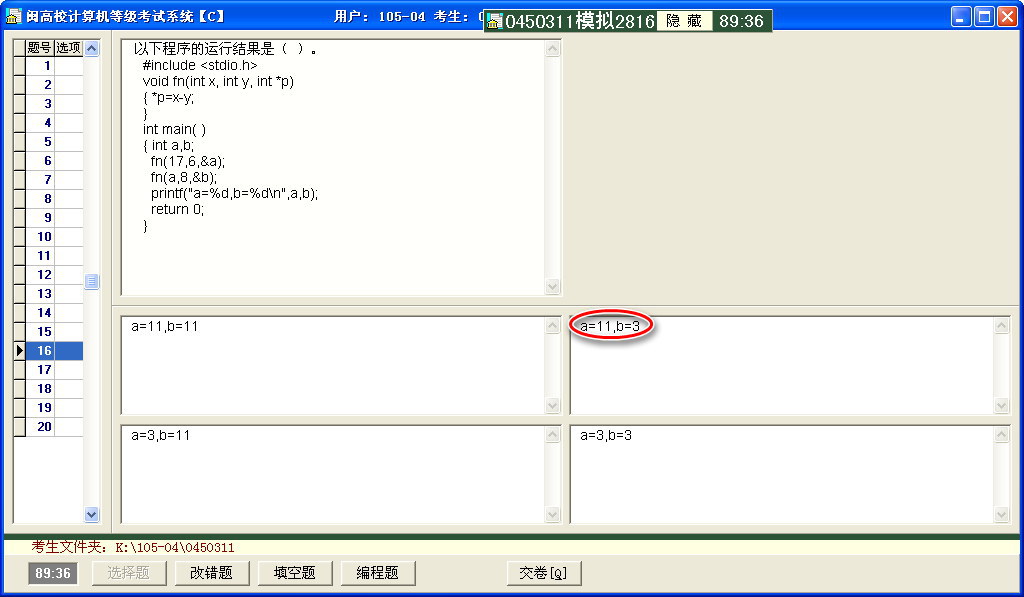 闽高校计算机等级考试系统【C】
用户: 105-04 考生:
0450311模拟2816 隐 藏 89:36
题号 选项
1
2
3
4
5
6
7
8
9
10
11
12
13
14
15
16
17
18
19
20
以下程序的运行结果是（ ）。
#include <stdio.h>
void fn(int x, int y, int *p)
{ *p=x-y;
}
int main( )
{ int a,b;
fn(17,6,&a);
fn(a,8,&b);
printf("a=%d,b=%d\n",a,b);
return 0;
}
a=11,b=11
a=11,b=3
a=3,b=11
a=3,b=3
考生文件夹: K:\105-04\0450311
89:36 选择题 改错题 填空题 编程题 交卷[Q]